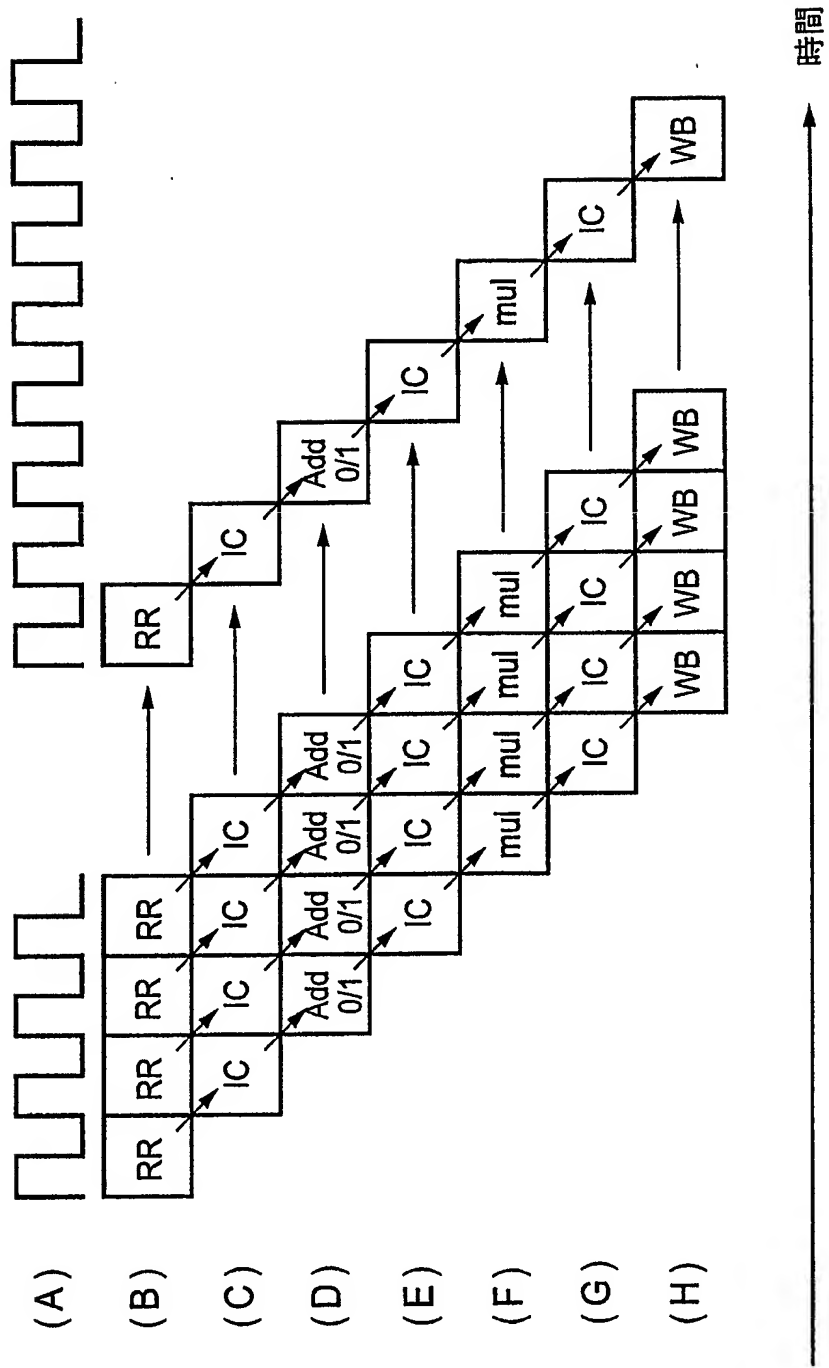 (A)
(B) RR RR RR RR RR
(C) IC IC IC IC IC
(D) Add Add Add Add Add
0/1 0/1 0/1 0/1 0/1
(E) IC IC IC IC IC
(F) mul mul mul mul mul
(G) IC IC IC IC IC
(H) WB WB WB WB WB
時間